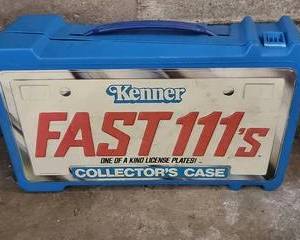 Kenner
FAST 111's
ONE OF A KIND LICENSE PLATES!
COLLECTOR'S CASE